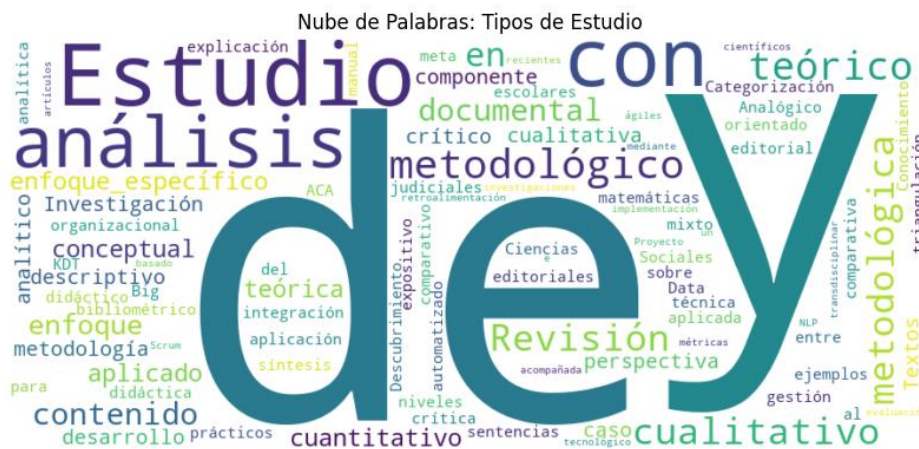 Nube de Palabras: Tipos de Estudio
analítica
artículos
explicación
Estudio
manual
meta
en
recientes
con
científicos
teórico
componente
escolares
Categorización
análisis
documental
Analógico
ágiles
orientado
crítico
cualitativa
mediante
editorial
metodológico
enfoque_específico
ACA
judiciales
investigaciones
retroalimentación
matemáticas
implementación
metodológica
Conocimiento
triangulación
Investigación
organizacional
de
y
analítico
conceptual
KDT
basado
descriptivo
didáctico
Big
bibliométrico
enfoque
metodología
Scrum
del
teórica
integración
aplicación
síntesis
expositivo
comparativo
Descubrimiento
automatizado
Ciencias
e
editoriales
mixto
Proyecto
un
Sociales
sobre
Data
técnica
aplicada
comparativa
transdisciplinar
Revisión
métricas
NLP
entre
Textos
perspectiva
acompañada
para
aplicado
didáctica
niveles
ejemplos
gestión
contenido
crítica
caso
al
evaluación
desarrollo
prácticos
cuantitativo
sentencias
tecnológico
cualitativo